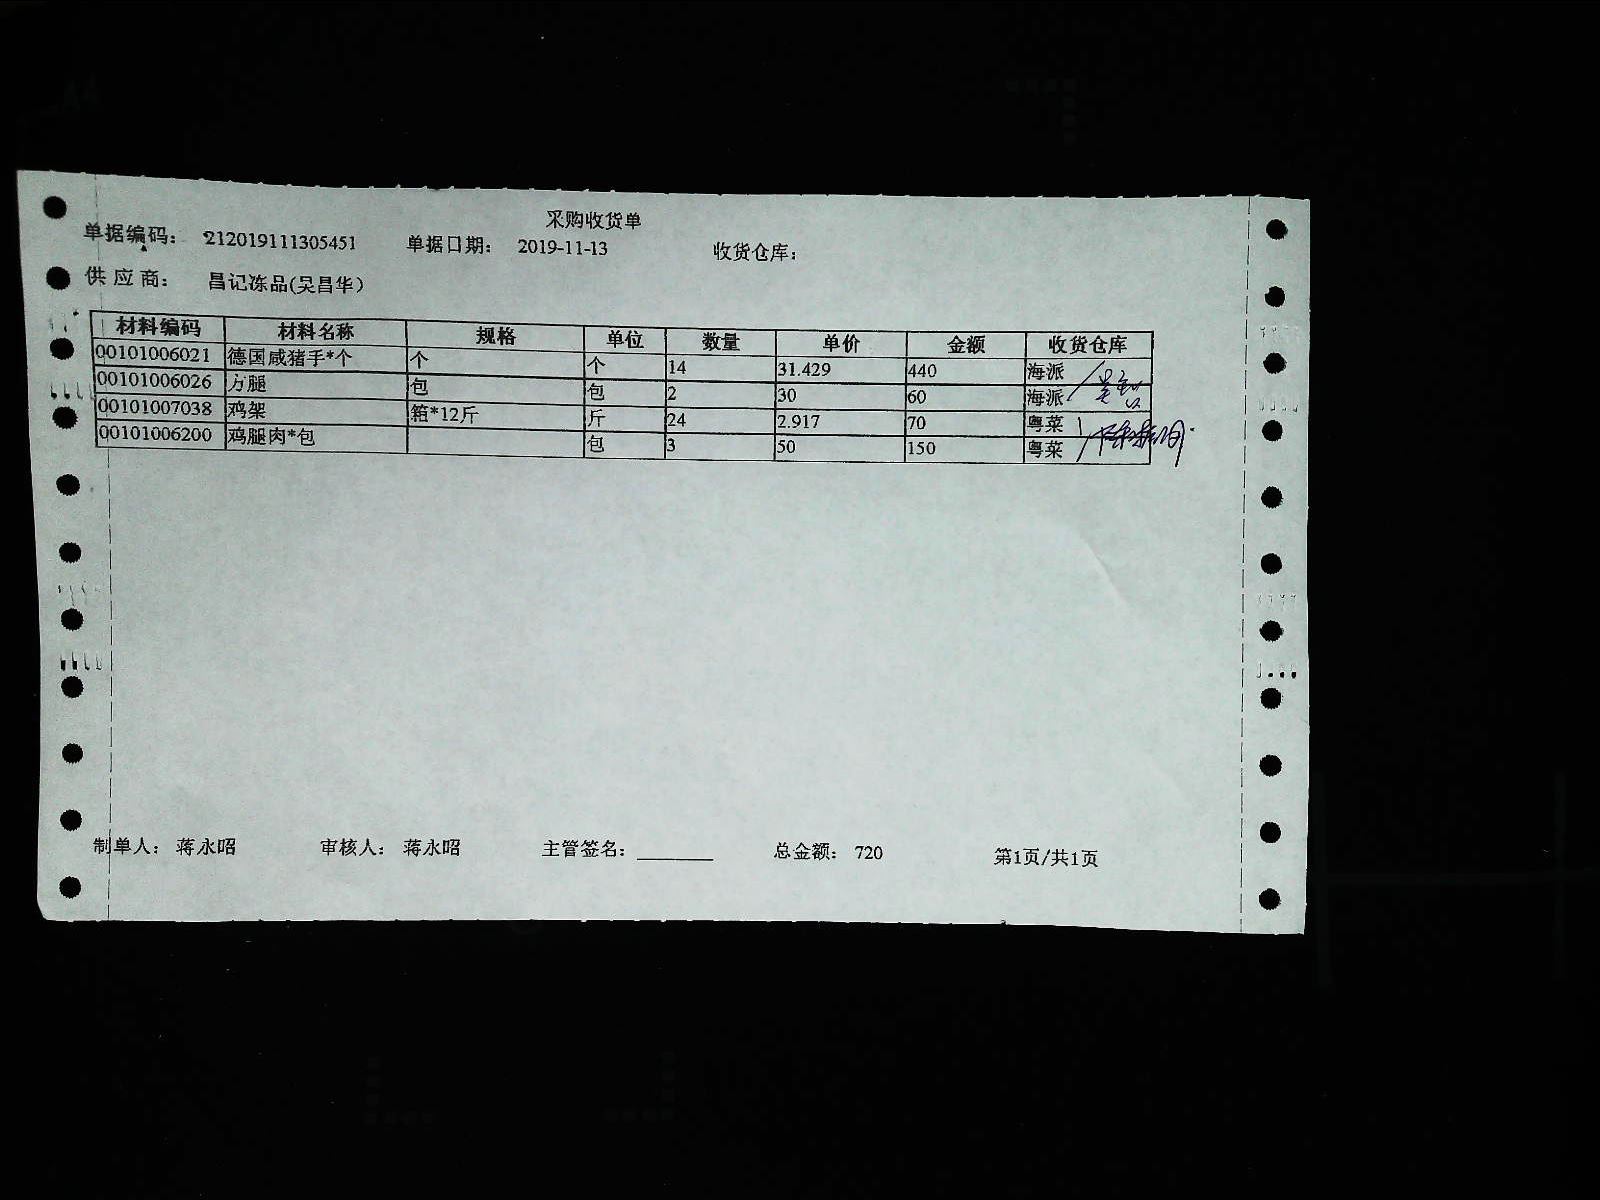 采购收货单
单据编码： 212019111305451 单据日期： 2019-11-13 收货仓库：
供应商： 昌记冻品(吴昌华）
材料编码 材料名称 规格 单位 数量 单价 金额 收货仓库
00101006021 德国咸猪手*个 个 个 14 31.429 440 海派
00101006026 方腿 包 包 2 30 60 海派
00101007038 鸡架 箱*12斤 斤 24 2.917 70 粤菜
00101006200 鸡腿肉*包 包 3 50 150 粤菜
制单人： 蒋永昭 审核人： 蒋永昭 主管签名：________ 总金额： 720 第1页/共1页